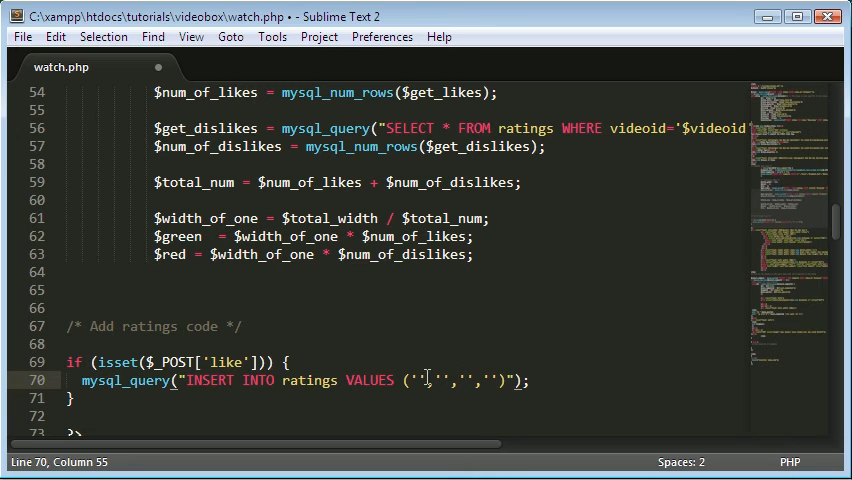 C:\xampp\htdocs\tutorials\videobox\watch.php • - Sublime Text 2
File Edit Selection Find View Goto Tools Project Preferences Help
watch.php
54 $num_of_likes = mysql_num_rows($get_likes);
55
56 $get_dislikes = mysql_query("SELECT * FROM ratings WHERE videoid='$videoid'
57 $num_of_dislikes = mysql_num_rows($get_dislikes);
58
59 $total_num = $num_of_likes + $num_of_dislikes;
60
61 $width_of_one = $total_width / $total_num;
62 $green  = $width_of_one * $num_of_likes;
63 $red = $width_of_one * $num_of_dislikes;
64
65
66
67 /* Add ratings code */
68
69 if (isset($_POST['like'])) {
70 mysql_query("INSERT INTO ratings VALUES ('','','','')");
71 }
72
73 ?>
Line 70, Column 55 Spaces: 2 PHP